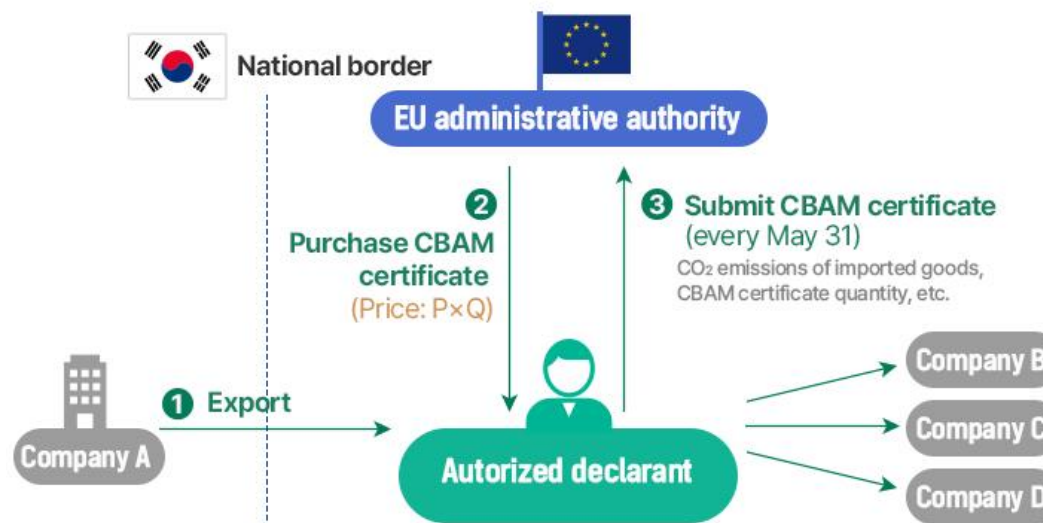 National border
EU administrative authority
2
Purchase CBAM
certificate
(Price: P×Q)
3 Submit CBAM certificate
(every May 31)
CO₂ emissions of imported goods,
CBAM certificate quantity, etc.
1 Export
Company A
Autorized declarant
Company B
Company C
Company D